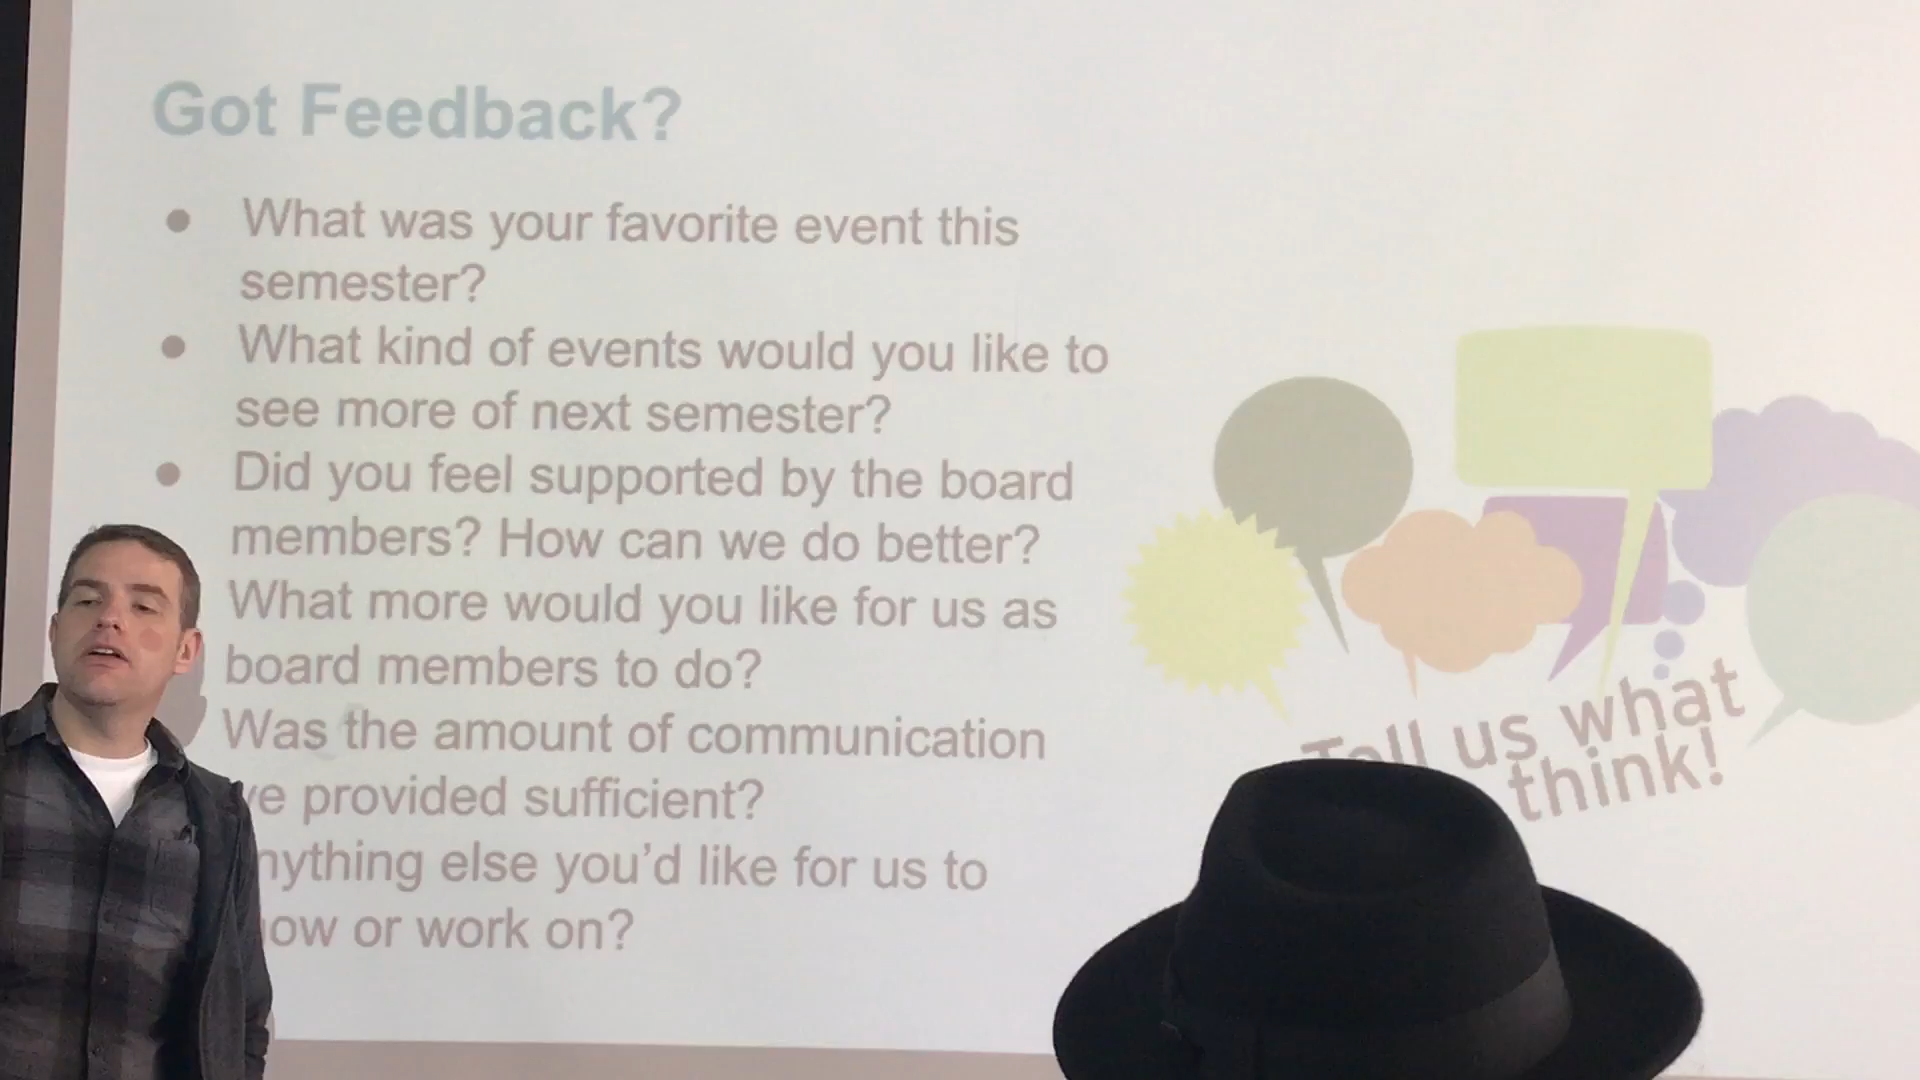 Got Feedback?
● What was your favorite event this
semester?
● What kind of events would you like to
see more of next semester?
● Did you feel supported by the board
members? How can we do better?
What more would you like for us as
board members to do?
Was the amount of communication
provided sufficient?
else you'd like for us to
or work on?
Tell us what
think!